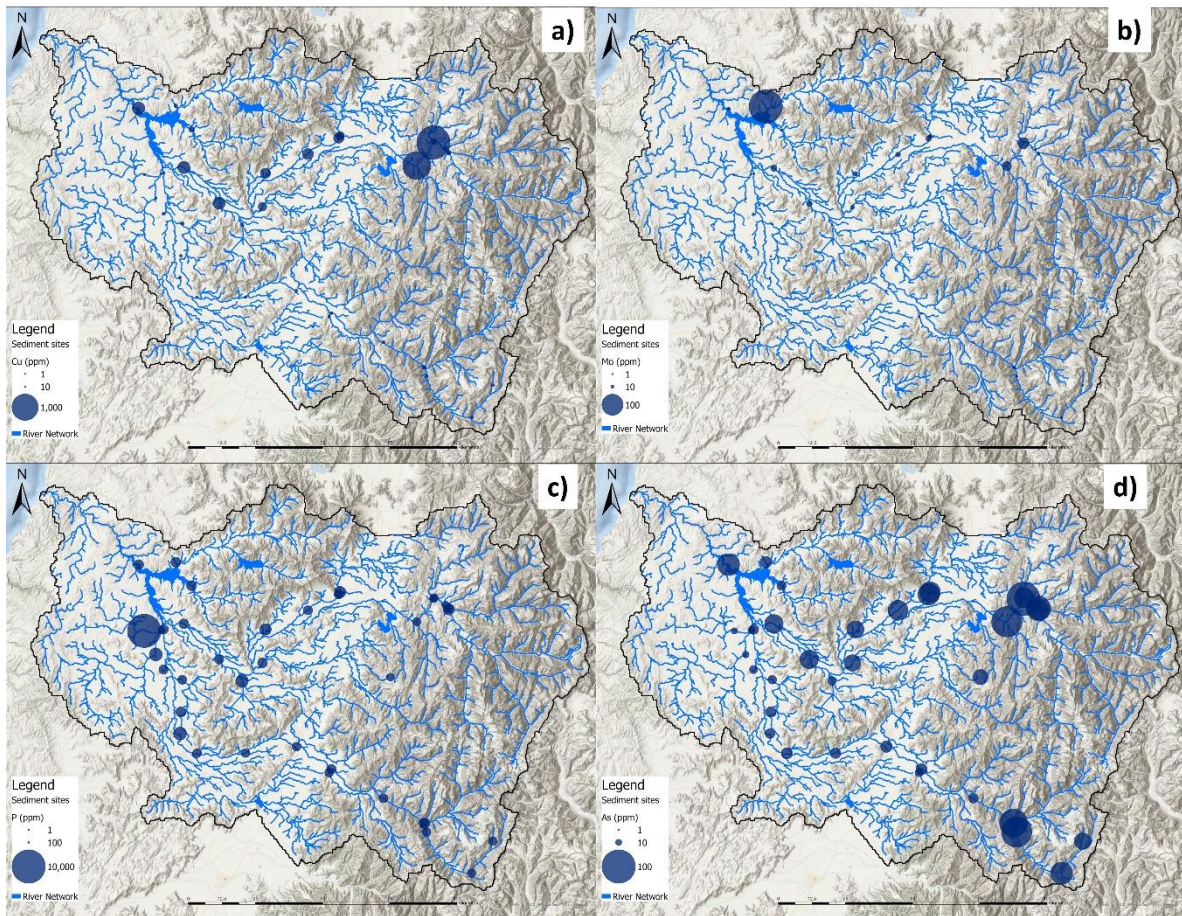 N
a)
Legend
Sediment sites
Cu (ppm)
1
10
1,000
River Network
N
b)
Legend
Sediment sites
Mo (ppm)
1
10
100
River Network
N
c)
Legend
Sediment sites
P (ppm)
1
100
10,000
River Network
N
d)
Legend
Sediment sites
As (ppm)
1
10
100
River Network